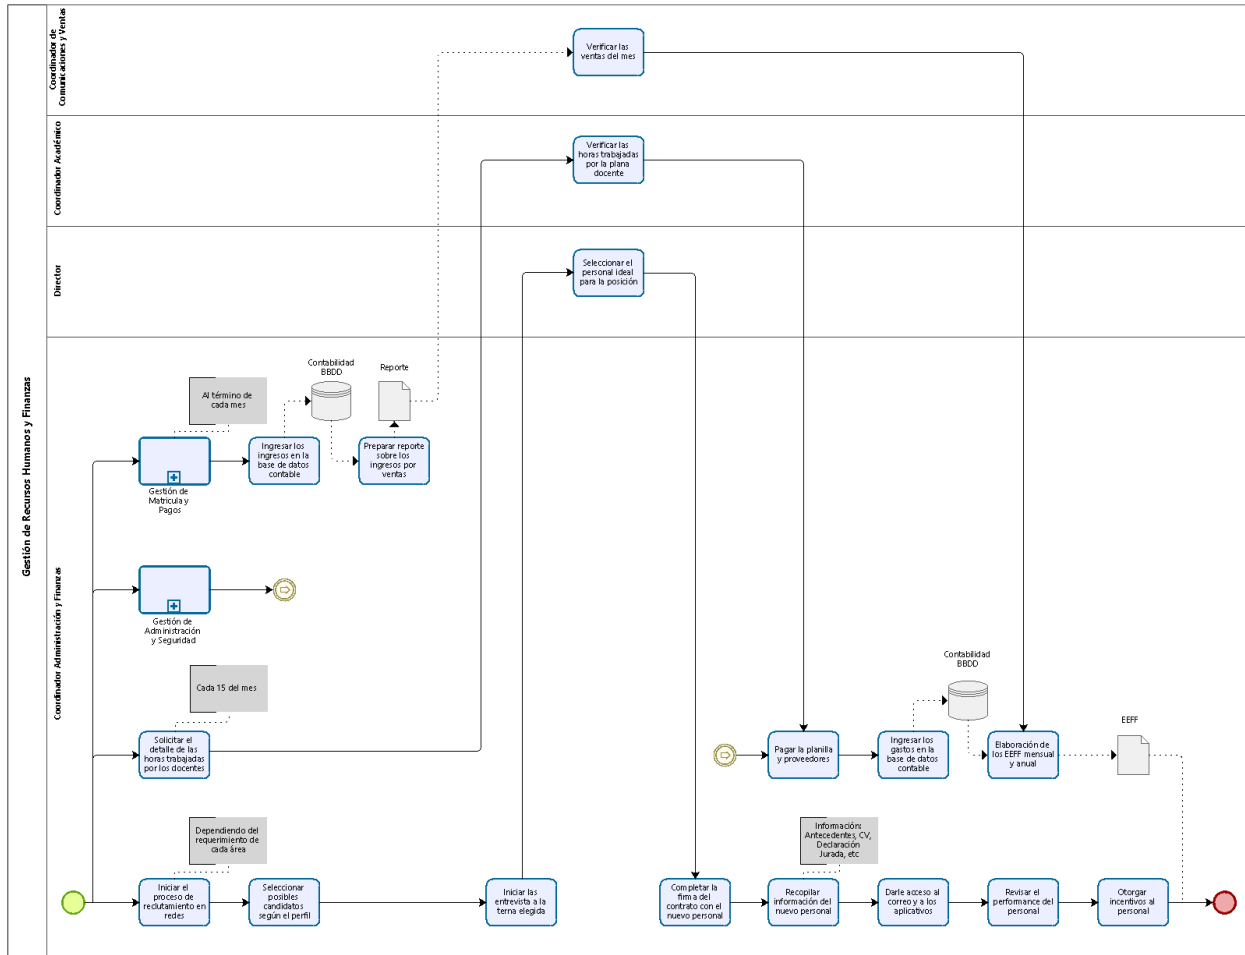 Gestión de Recursos Humanos y Finanzas
Coordinador de
Comunicaciones y Ventas
Verificar las
ventas del mes
Coordinador Académico
Verificar las
horas trabajadas
por la plana
docente
Director
Seleccionar el
personal ideal
para la posición
Coordinador Administración y Finanzas
Al término de
cada mes
Contabilidad
BBDD
Reporte
Gestión de
Matricula y
Pagos
Ingresar los
ingresos en la
base de datos
contable
Preparar reporte
sobre los
ingresos por
ventas
Gestión de
Administración
y Seguridad
Cada 15 del mes
Solicitar el
detalle de las
horas trabajadas
por los docentes
Pagar la planilla
y proveedores
Ingresar los
gastos en la
base de datos
contable
Contabilidad
BBDD
Elaboración de
los EEFF mensual
y anual
EEFF
Dependiendo del
requerimiento de
cada área
Iniciar el
proceso de
reclutamiento en
redes
Seleccionar
posibles
candidatos
según el perfil
Iniciar las
entrevista a la
terna elegida
Completar la
firma del
contrato con el
nuevo personal
Información:
Antecedentes, CV,
Declaración
Jurada, etc
Recopilar
información del
nuevo personal
Darle acceso al
correo y a los
aplicativos
Revisar el
performance del
personal
Otorgar
incentivos al
personal